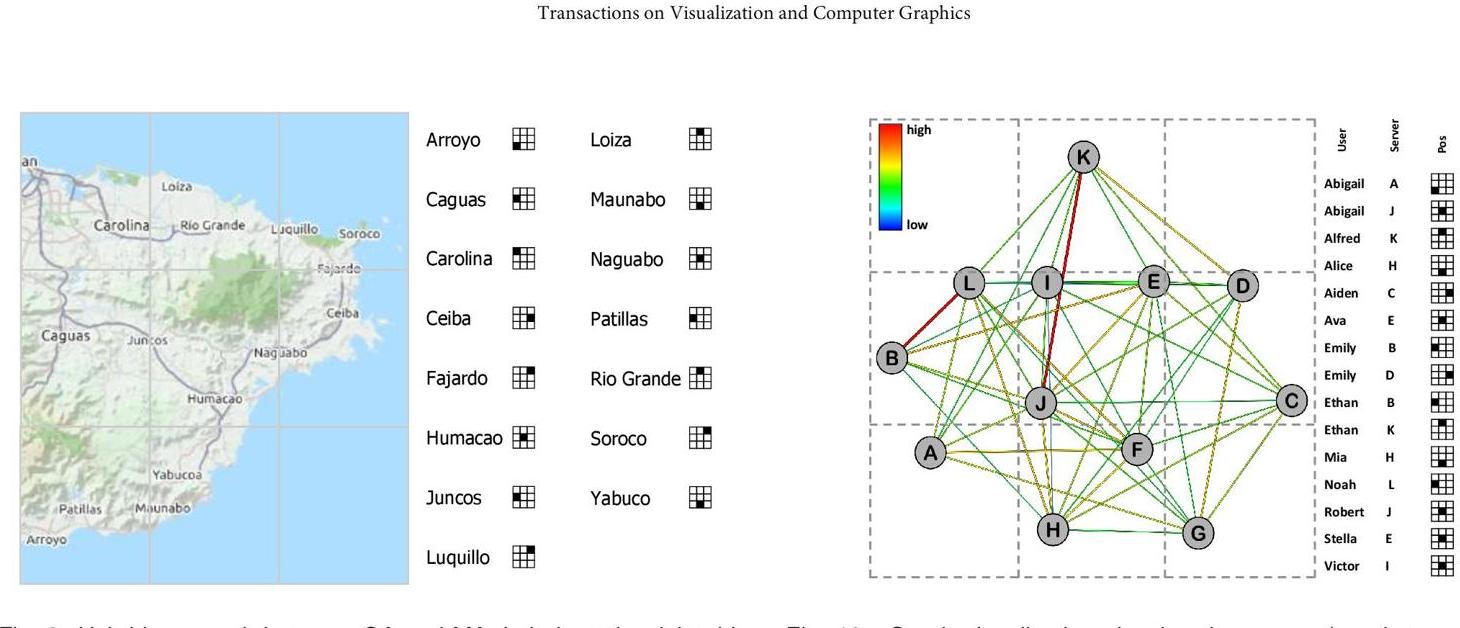 Transactions on Visualization and Computer Graphics
an
Loiza
Carolina
Rio Grande
Luquillo
Soroco
Fajardo
Ceiba
Caguas
Juncos
Naguabo
Humacao
Yabucoa
Patillas
Maunabo
Arroyo
Arroyo
Caguas
Carolina
Ceiba
Fajardo
Humacao
Juncos
Luquillo
Loiza
Maunabo
Naguabo
Patillas
Rio Grande
Soroco
Yabuco
high
low
K
L
I
E
D
B
J
C
A
F
H
G
User Server Pos
Abigail A
Abigail J
Alfred K
Alice H
Aiden C
Ava E
Emily B
Emily D
Ethan B
Ethan K
Mia H
Noah L
Robert J
Stella E
Victor I